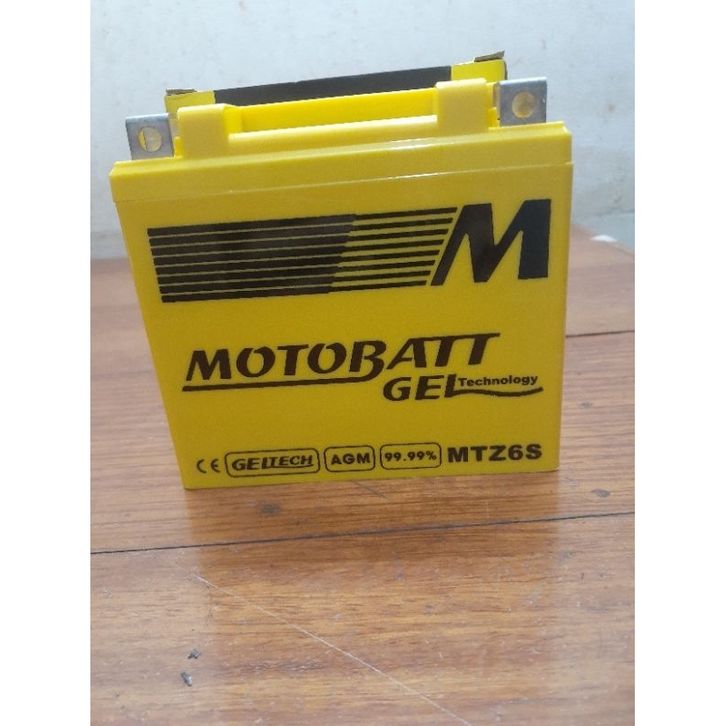 M
MOTOBATT
GEL Technology
CE GELTECH AGM 99.99% MTZ6S